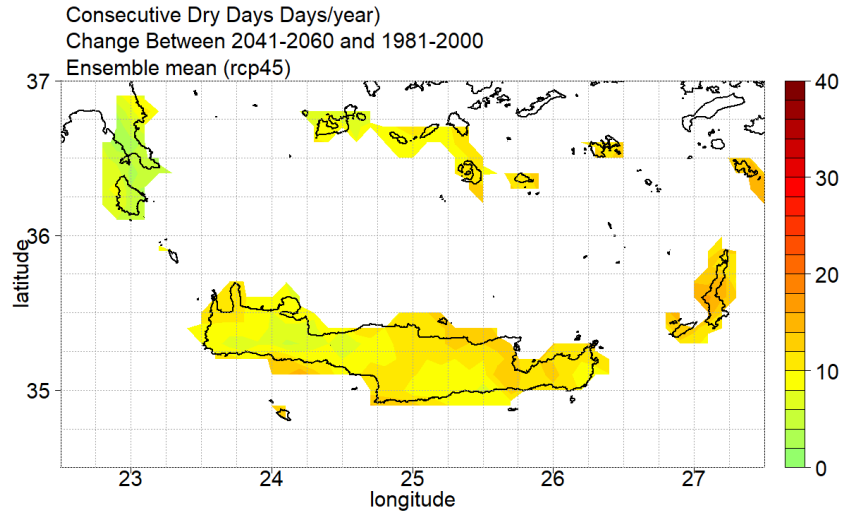 Consecutive Dry Days Days/year)
Change Between 2041-2060 and 1981-2000
Ensemble mean (rcp45)
37
36
35
latitude
23
24
25
26
27
longitude
40
30
20
10
0